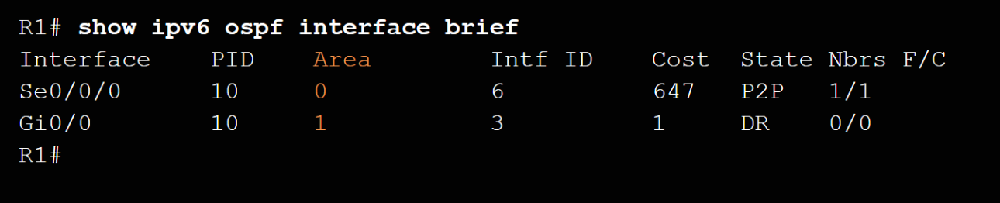 R1# show ipv6 ospf interface brief
Interface PID Area Intf ID Cost State Nbrs F/C
Se0/0/0 10 0 6 647 P2P 1/1
Gi0/0 10 1 3 1 DR 0/0
R1#